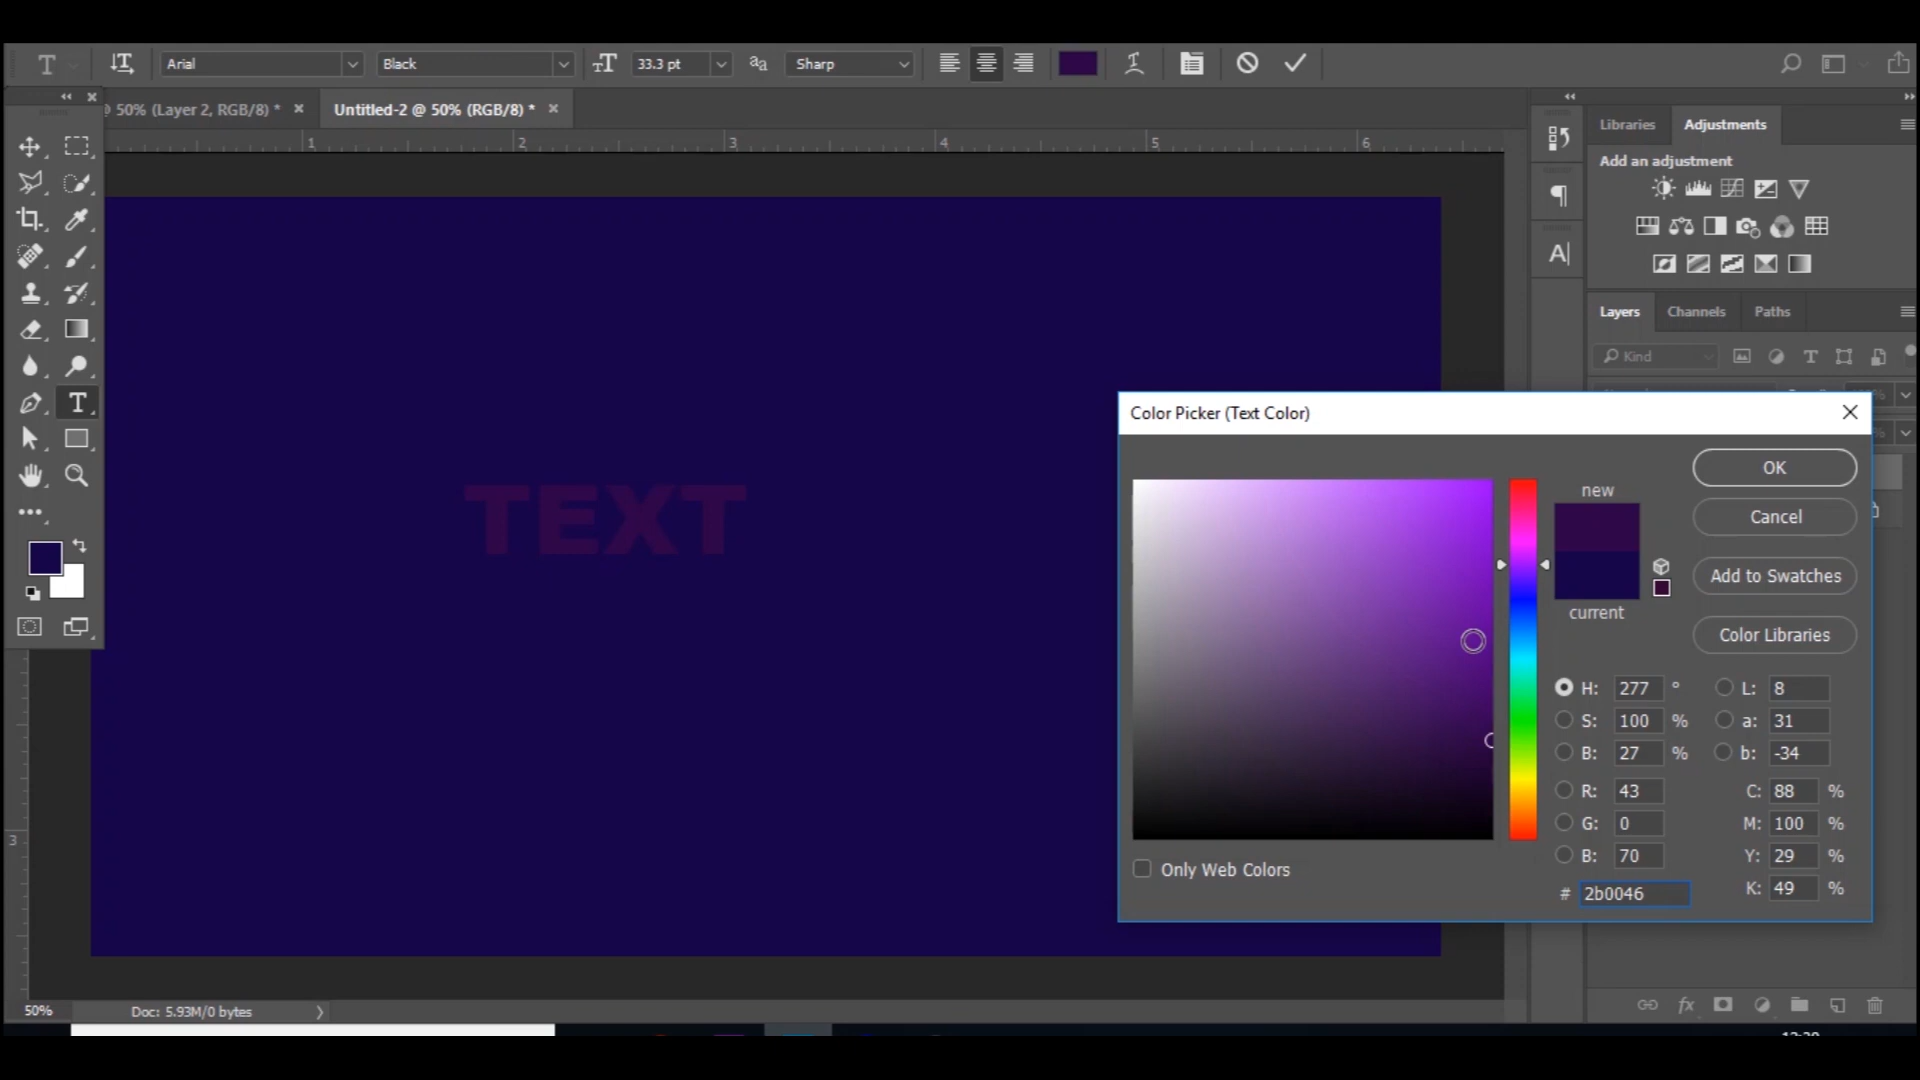 T
Arial
Black
33.3 pt
aa
Sharp
@ 50% (Layer 2, RGB/8) *
Untitled-2 @ 50% (RGB/8) *
1
2
3
4
5
6
3
TEXT
Libraries
Adjustments
Add an adjustment
Layers
Channels
Paths
Kind
Color Picker (Text Color)
OK
Cancel
Add to Swatches
Color Libraries
new
current
H: 277 °
S: 100 %
B: 27 %
R: 43
G: 0
B: 70
# 2b0046
L: 8
a: 31
b: -34
C: 88 %
M: 100 %
Y: 29 %
K: 49 %
Only Web Colors
50%
Doc: 5.93M/0 bytes
fx